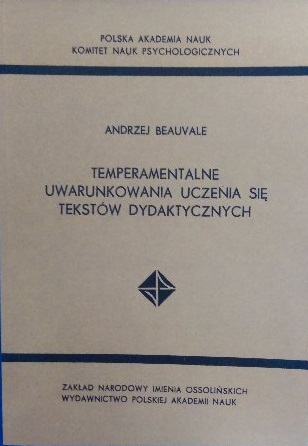 POLSKA AKADEMIA NAUK
KOMITET NAUK PSYCHOLOGICZNYCH
ANDRZEJ BEAUVALE
TEMPERAMENTALNE
UWARUNKOWANIA UCZENIA SIĘ
TEKSTÓW DYDAKTYCZNYCH
ZAKŁAD NARODOWY IMIENIA OSSOLIŃSKICH
WYDAWNICTWO POLSKIEJ AKADEMII NAUK